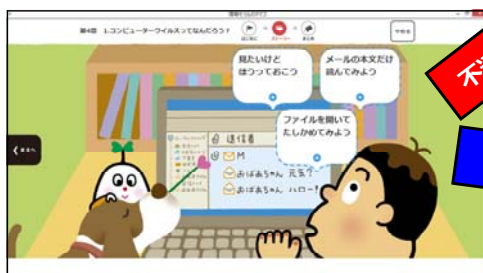 第4回 1.コンピューターウイルスってなんだろう?
はじめに
ストーリー
まとめ
やめる
見たいけど
ほうっておこう
メールの本文だけ
読んでみよう
ファイルを開いて
たしかめてみよう
送信者
M
おばあちゃん 元気?
おばあちゃん ハロー!